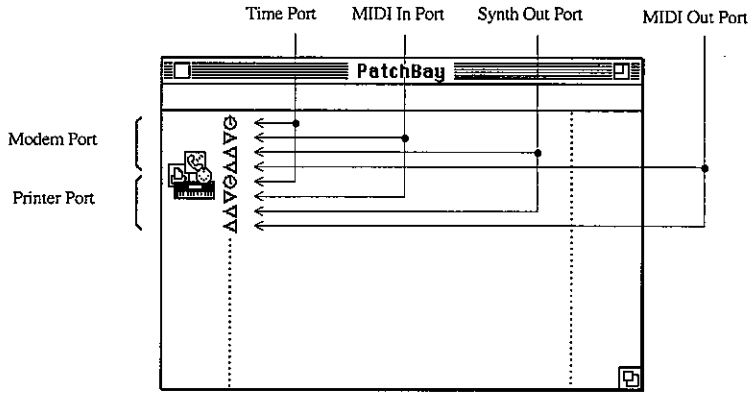 Time Port MIDI In Port Synth Out Port MIDI Out Port
PatchBay
Modem Port
Printer Port